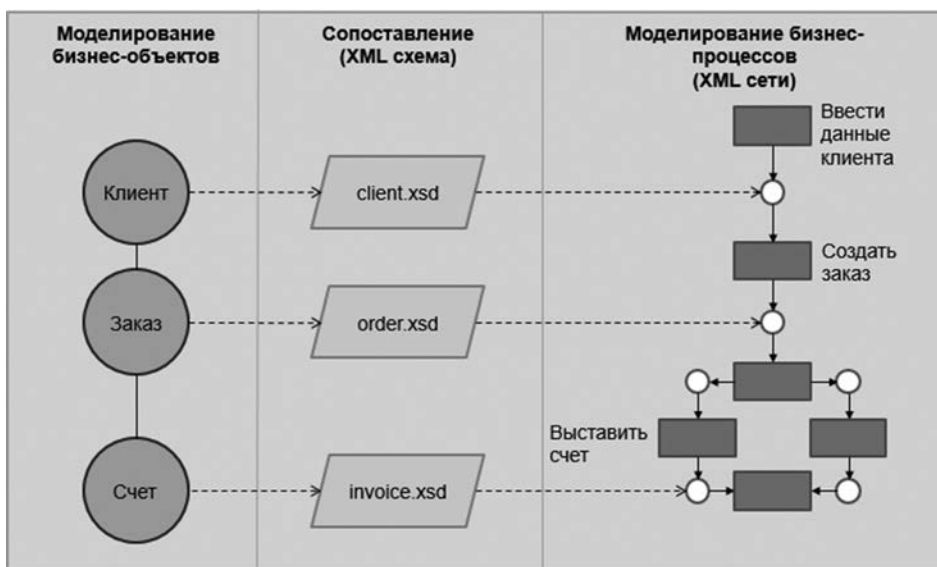 Моделирование
бизнес-объектов
Сопоставление
(XML схема)
Моделирование бизнес-
процессов
(XML сети)
Ввести
данные
клиента
Клиент
client.xsd
Создать
заказ
Заказ
order.xsd
Выставить
счет
Счет
invoice.xsd